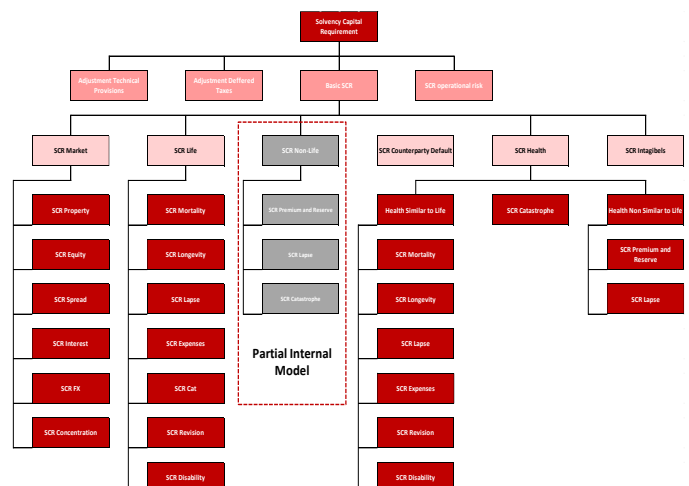 Solvency Capital
Requirement
Adjustment Technical
Provisions
Adjustment Deffered
Taxes
Basic SCR
SCR operational risk
SCR Market
SCR Life
SCR Non-Life
SCR Counterparty Default
SCR Health
SCR Intagibels
SCR Property
SCR Mortality
SCR Premium and Reserve
Health Similar to Life
SCR Catastrophe
Health Non Similar to Life
SCR Equity
SCR Longevity
SCR Lapse
SCR Mortality
SCR Premium and
Reserve
SCR Spread
SCR Lapse
SCR Catastrophe
SCR Longevity
SCR Lapse
SCR Interest
SCR Expenses
Partial Internal
Model
SCR Lapse
SCR FX
SCR Cat
SCR Expenses
SCR Concentration
SCR Revision
SCR Revision
SCR Disability
SCR Disability